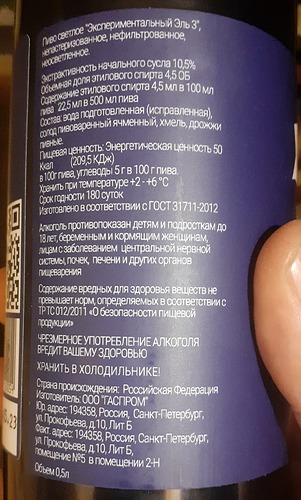 Пиво светлое "Экспериментальный Эль 3",
непастеризованное, нефильтрованное,
неосветленное.
Экстрактивность начального сусла 10,5%
Объемная доля этилового спирта 4,5 ОБ
Содержание этилового спирта 4,5 мл в 100 мл
пива 22,5 мл в 500 мл пива
Состав: вода подготовленная (исправленная),
солод пивоваренный ячменный, хмель, дрожжи
пивные.
Пищевая ценность: Энергетическая ценность 50
Ккал (209,5 КДж)
в 100г пива, углеводы 5 г в 100 г пива.
Хранить при температуре +2 - +6 °С
Срок годности 180 суток
Изготовлено в соответствии с ГОСТ 31711-2012
Алкоголь противопоказан детям и подросткам до
18 лет, беременным и кормящим женщинам,
лицам с заболеванием центральной нервной
системы, почек, печени и других органов
пищеварения
Содержание вредных для здоровья веществ не
превышает норм, определяемых в соответствии с
ТР ТС 012/2011 «О безопасности пищевой
продукции»
ЧРЕЗМЕРНОЕ УПОТРЕБЛЕНИЕ АЛКОГОЛЯ
ВРЕДИТ ВАШЕМУ ЗДОРОВЬЮ
ХРАНИТЬ В ХОЛОДИЛЬНИКЕ!
Страна происхождения: Российская Федерация
Изготовитель: ООО "ГАСПРОМ"
Юр. адрес: 194358, Россия, Санкт-Петербург,
ул. Прокофьева, д.10, Лит Б
Факт. адрес: 194358, Россия, Санкт-Петербург,
ул. Прокофьева, д.10, Лит Б,
помещение №5 в помещении 2-Н
Объем 0,5л